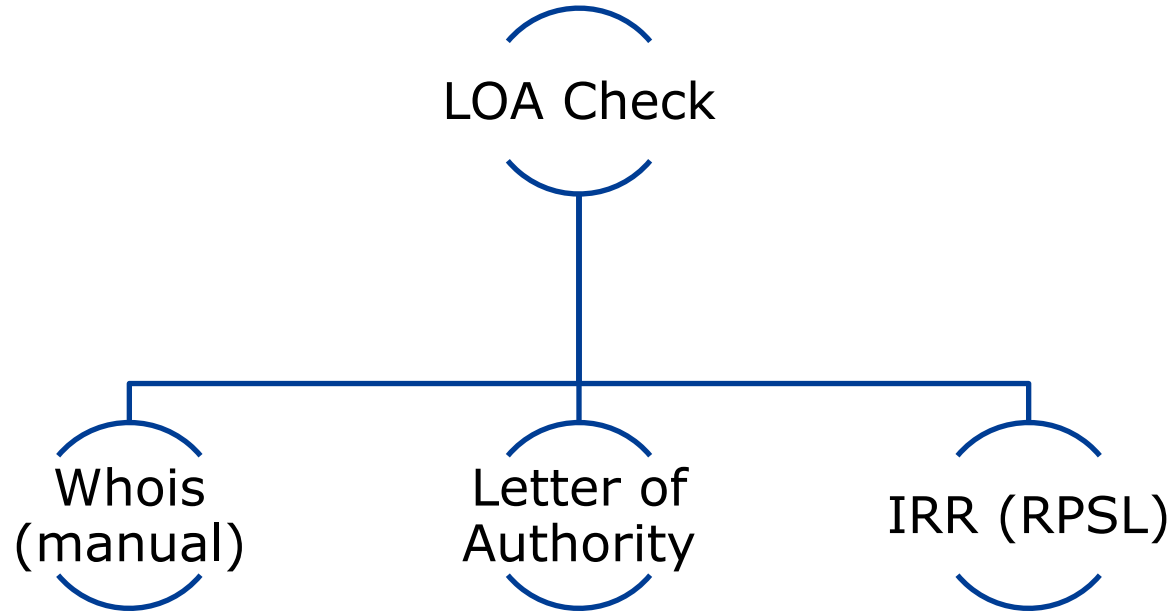 LOA Check
Whois
(manual)
Letter of
Authority
IRR (RPSL)